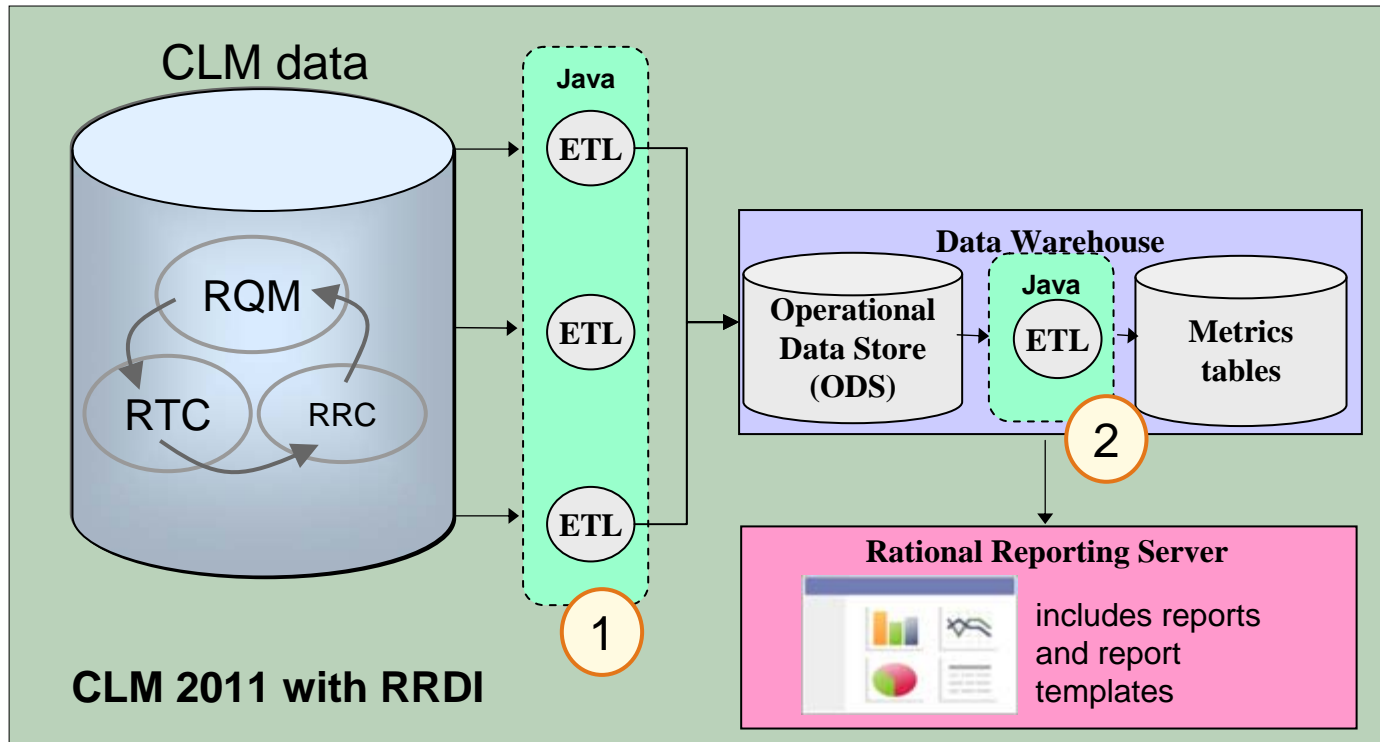 CLM data
RQM
RTC
RRC
Java
ETL
ETL
ETL
1
Data Warehouse
Operational
Data Store
(ODS)
Java
ETL
2
Metrics
tables
Rational Reporting Server
includes reports
and report
templates
CLM 2011 with RRDI